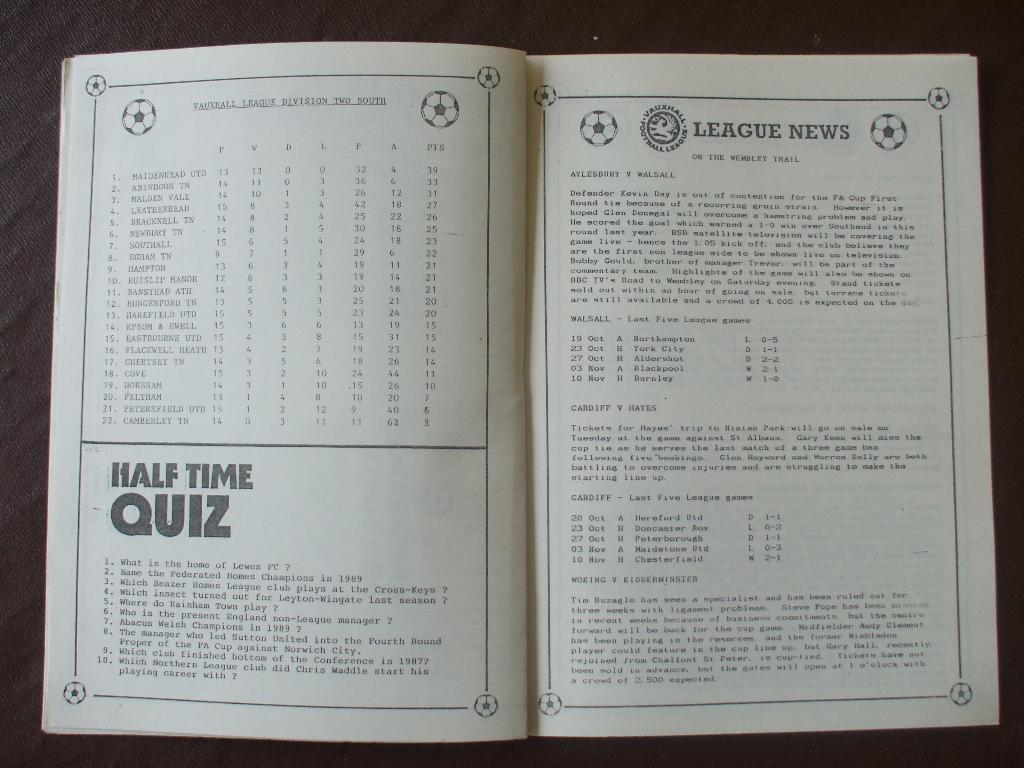 VAUXHALL LEAGUE DIVISION TWO SOUTH
P W D L F A PTS
1. MAIDENHEAD UTD 13 13 0 0 32 4 39
2. ABINGDON TN 14 11 0 3 36 6 33
3. MALDEN VALE 14 10 1 3 26 12 31
4. LEATHERHEAD 15 8 3 4 42 18 27
5. BRACKNELL TN 14 8 2 4 25 22 26
6. NEWBURY TN 14 8 1 5 30 18 25
7. SOUTHALL 15 6 5 4 24 18 23
8. EGHAM TN 9 7 1 1 29 6 22
9. HAMPTON 13 6 3 4 19 11 21
10. RUISLIP MANOR 12 6 3 3 19 14 21
11. BANSTEAD ATH 14 5 6 3 20 18 21
12. HUNGERFORD TN 13 5 5 3 25 21 20
13. HAREFIELD UTD 15 5 5 5 23 24 20
14. EPSOM & EWELL 15 3 6 6 13 19 15
15. EASTBOURNE UTD 15 4 3 8 15 31 15
16. FLACKWELL HEATH 13 4 2 7 19 23 14
17. CHERTSEY TN 14 3 5 6 18 26 14
18. COVE 15 3 2 10 24 44 11
19. HORSHAM 14 3 1 10 15 26 10
20. FELTHAM 13 1 4 8 10 20 7
21. PETERSFIELD UTD 15 1 2 12 9 40
22. CAMBERLEY TN 14 0 3 11 11 63 3
HALF TIME
QUIZ
1. What is the home of Lewes FC ?
2. Name the Federated Homes Champions in 1989
3. Which Beazer Homes League club plays at the Cross-Keys ?
4. Which insect turned out for Leyton-Wingate last season ?
5. Where do Rainham Town play ?
6. Who is the present England non-League manager ?
7. Abacus Welsh Champions in 1989 ?
8. The manager who led Sutton United into the Fourth Round
Proper of the FA Cup against Norwich City.
9. Which club finished bottom of the Conference in 1987?
10. Which Northern League club did Chris Waddle start his
playing career with ?
VAUXHALL
FOOTBALL LEAGUE
LEAGUE NEWS
ON THE WEMBLEY TRAIL
AYLESBURY V WALSALL
Defender Kevin Day is out of contention for the FA Cup First
Round tie because of a recurring groin strain. However it is
hoped Glen Donegal will overcome a hamstring problem and play.
He scored the goal which earned a 1-0 win over Southend in this
round last year. BSB satellite television will be covering the
game live - hence the 1.05 kick off, and the club believe they
are the first non league side to be shown live on television.
Bobby Gould, brother of manager Trevor, will be part of the
commentary team. Highlights of the game will also be shown on
BBC TV's Road to Wembley on Saturday evening. Stand tickets
sold out within an hour of going on sale, but terrace tickets
are still available and a crowd of 4,000 is expected on the day.
WALSALL - Last Five League games
19 Oct A Northampton L 0-5
23 Oct H York City D 1-1
27 Oct H Aldershot D 2-2
03 Nov A Blackpool W 2-1
10 Nov H Burnley W 1-0
CARDIFF V HAYES
Tickets for Hayes' trip to Ninian Park will go on sale on
Tuesday at the game against St Albans. Gary Keen will miss the
cup tie as he serves the last match of a three game ban
following five bookings. Clen Hayward and Warren Kelly are both
battling to overcome injuries and are struggling to make the
starting line up.
CARDIFF - Last Five League games
20 Oct A Hereford Utd D 1-1
23 Oct H Doncaster Rov L 0-2
27 Oct H Peterborough D 1-1
03 Nov A Maidstone Utd L 0-3
10 Nov H Chesterfield W 2-1
WOKING V KIDDERMINSTER
Tim Buzaglo has seen a specialist and has been ruled out for
three weeks with ligament problems. Steve Pope has been missing
in recent weeks because of business commitments, but the centre
forward will be back for the cup game. Midfielder Andy Clement
has been playing in the reserves, and the former Wimbledon
player could feature in the cup line up, but Gary Hall, recently
rejoined from Chalfont St Peter, is cup-tied. Tickets have not
been sold in advance, but the gates will open at 1 o'clock with
a crowd of 2,500 expected.